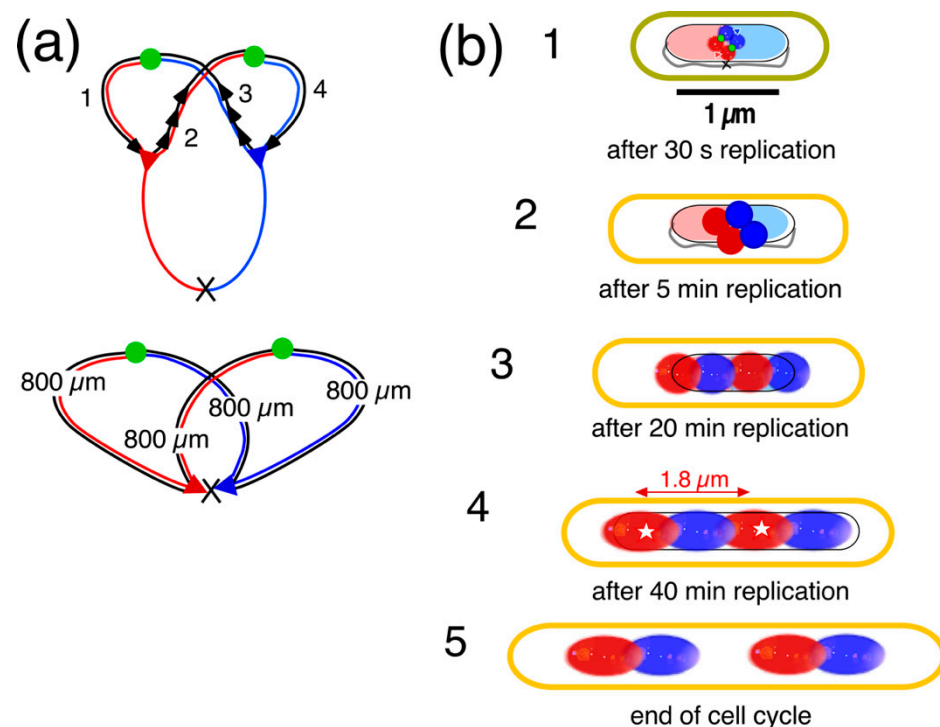 (a)
1
2
3
4
800 µm
800 µm
800 µm
800 µm
(b)
1
1 µm
after 30 s replication
2
after 5 min replication
3
after 20 min replication
1.8 µm
4
after 40 min replication
5
end of cell cycle